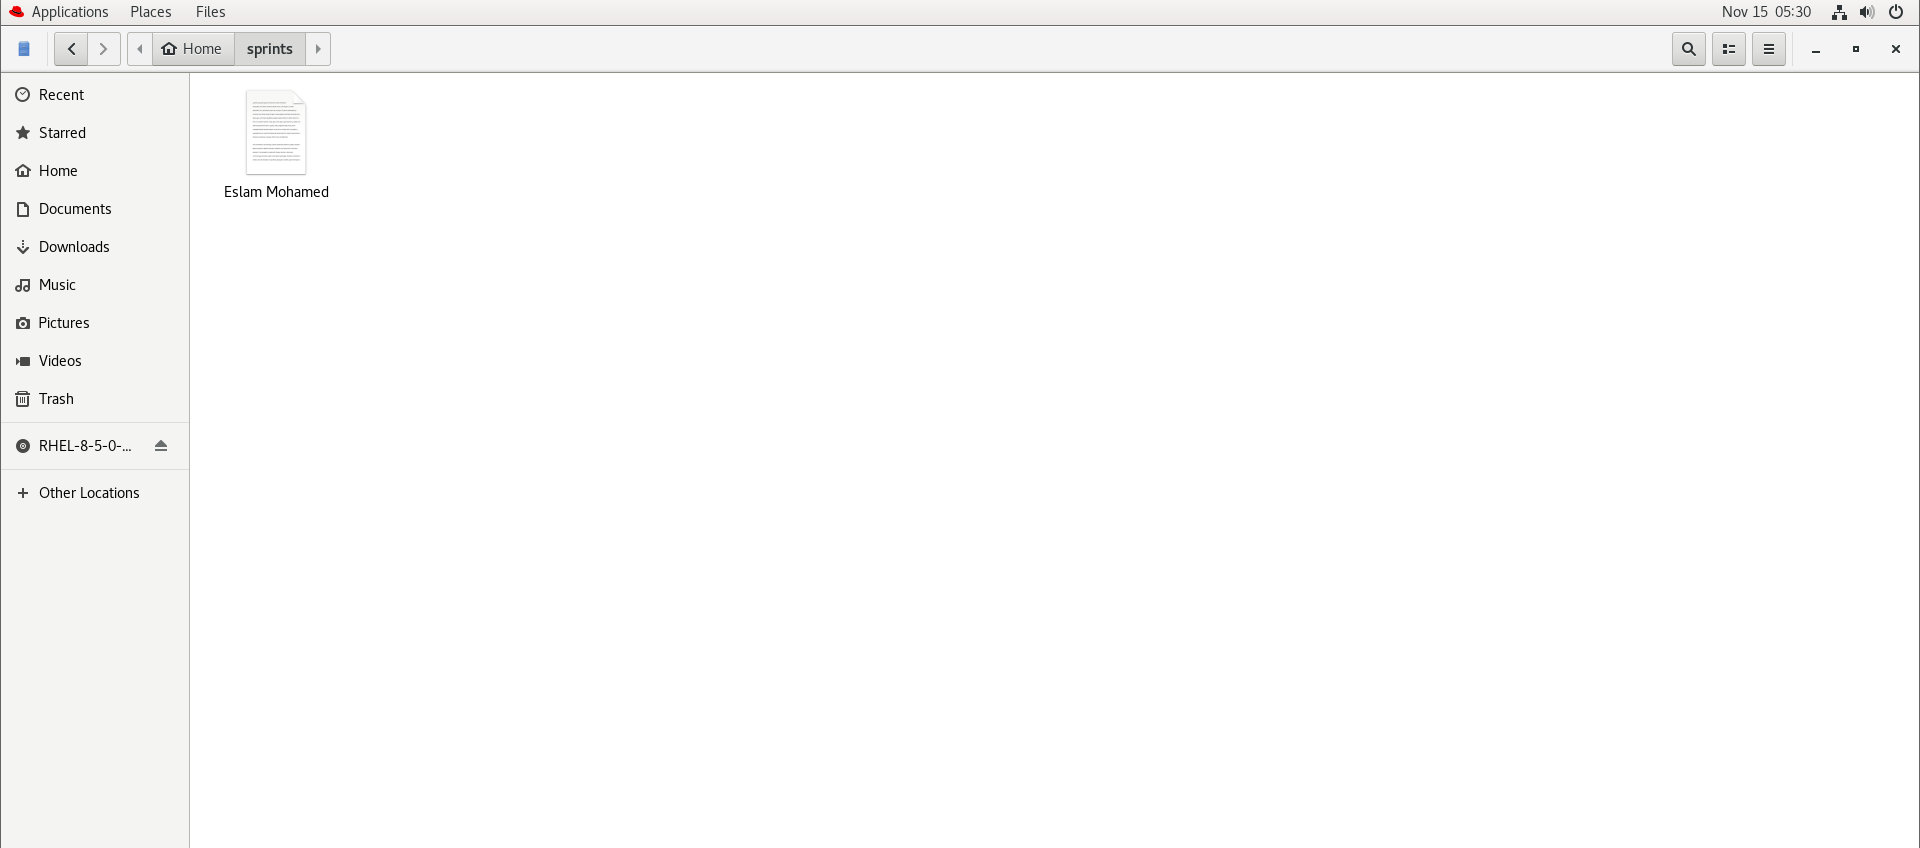 Applications Places Files Nov 15 05:30
Home sprints
Recent
Starred
Home
Documents
Downloads
Music
Pictures
Videos
Trash
RHEL-8-5-0-...
Other Locations
Eslam Mohamed